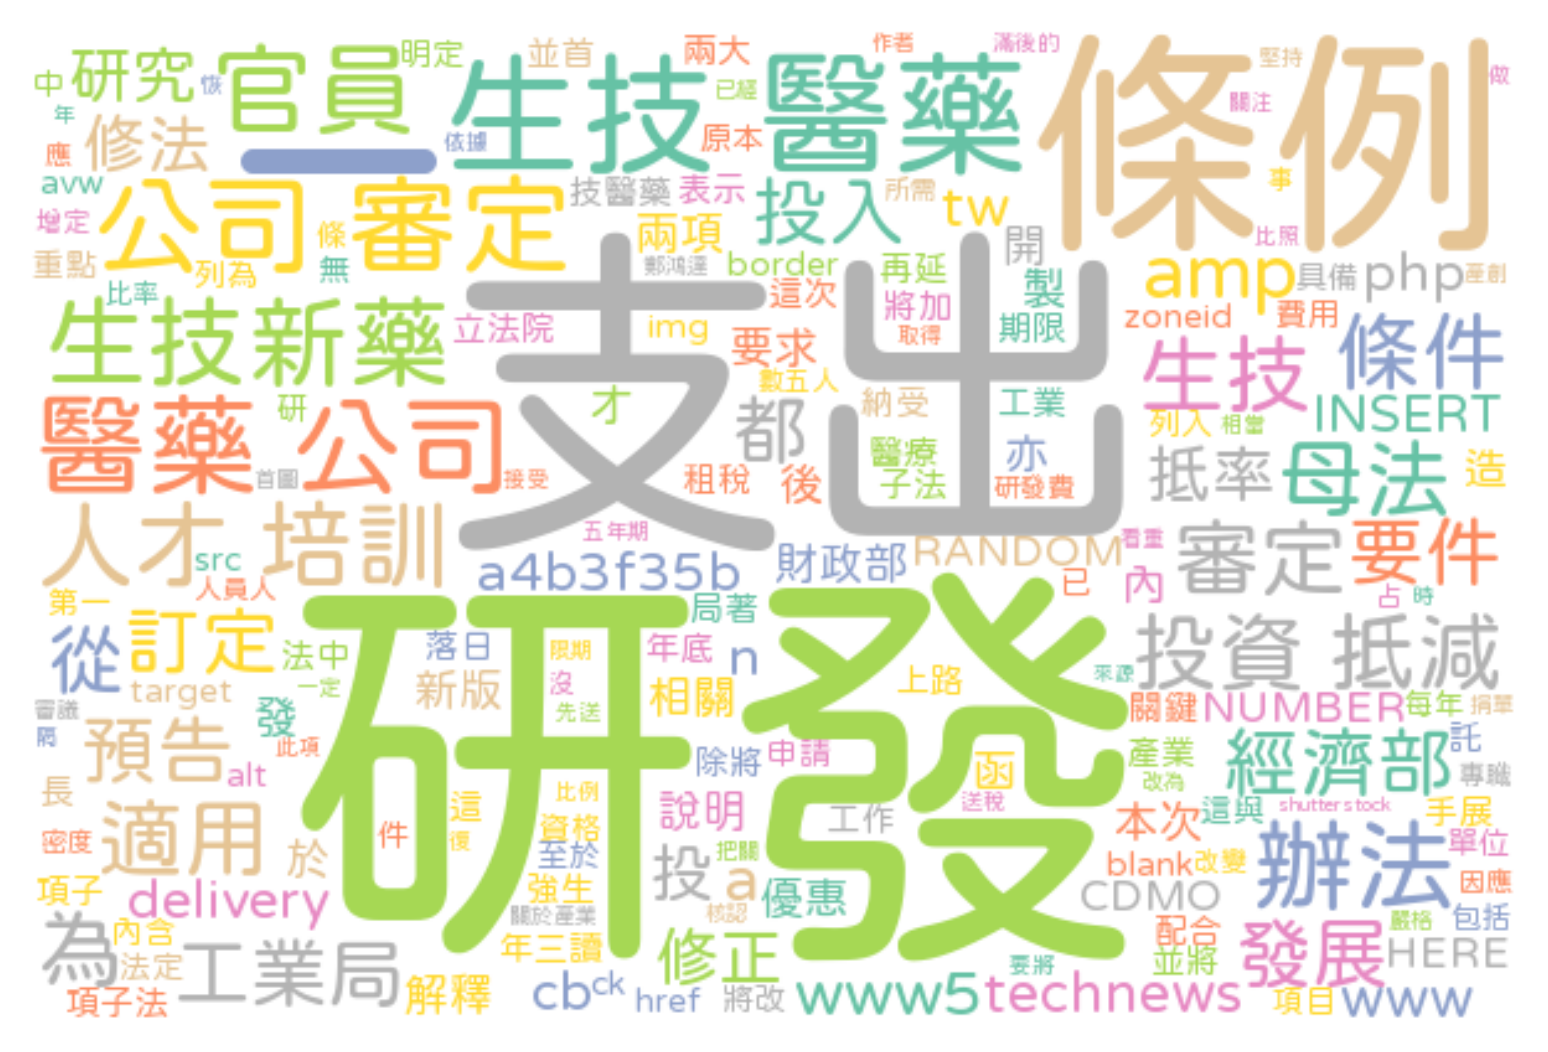 中 研究 恢 官員 明定 並首 兩大 作者 滿後的 條例 堅持 做
年 生技醫藥 已經 關注
應 修法 一 依據 原本
avw 公司 審定 技醫藥 表示 投入 所需 tw 事
增定 條 兩項 開 比照
重點 列為 無 鄭鴻達 border 再延 amp 具備 php 產創
比率 支出 這次 將加 製
生技新藥 立法院 img 要求 取得 期限 zoneid 費用 條件
數五人 生技
醫藥 公司 研 才 都 納受 工業 列入 相當 INSERT
醫療 亦 抵率 母法 造
首圖 接受 租稅 後 子法 研發費
人才 培訓 五年期 RANDOM 看重 審定 要件
src a4b3f35b 財政部 已 內
人員人 占 時
第一 研發 局著
從 訂定 法中 落日 限期 年底 n 投資 抵減
target 一定 新版 沒 相關 上路 來源
審議 發 先送 關鍵 NUMBER 每年 捐華
隔 預告 此項 除將 申請 函 產業 經濟部 託
長 alt 比例 改為 專職
適用 這 說明 送稅 shutterstock
密度 件 復 資格 工作 本次 這與 手展
於 至於 投 把關 blank 改變 辦法 單位
項子 delivery 強生 a 優惠 CDMO 因應
為 內含 關於產業 核認 配合 嚴格 包括
法定 工業局 年三讀 修正 要將 並將 發展 HERE
項子法 解釋 cb ck href 將改 www5 technews 項目 www